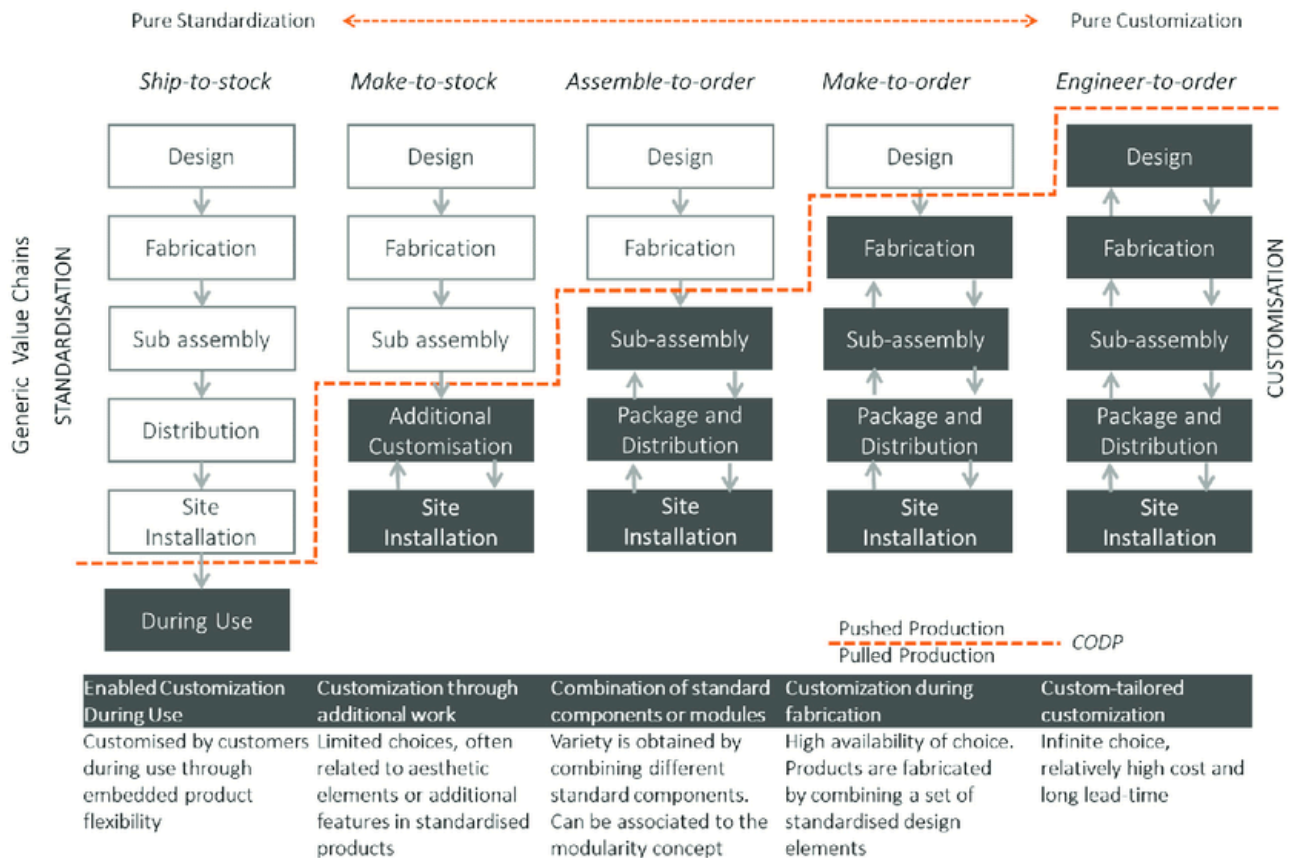 Pure Standardization
Pure Customization
Ship-to-stock
Make-to-stock
Assemble-to-order
Make-to-order
Engineer-to-order
Generic Value Chains
STANDARDISATION
CUSTOMISATION
Design
Fabrication
Sub assembly
Distribution
Site
Installation
During Use
Design
Fabrication
Sub assembly
Additional
Customisation
Site
Installation
Design
Fabrication
Sub-assembly
Package and
Distribution
Site
Installation
Design
Fabrication
Sub-assembly
Package and
Distribution
Site
Installation
Design
Fabrication
Sub-assembly
Package and
Distribution
Site
Installation
Pushed Production
CODP
Pulled Production
Enabled Customization
During Use
Customised by customers
during use through
embedded product
flexibility
Customization through
additional work
Limited choices, often
related to aesthetic
elements or additional
features in standardised
products
Combination of standard
components or modules
Variety is obtained by
combining different
standard components.
Can be associated to the
modularity concept
Customization during
fabrication
High availability of choice.
Products are fabricated
by combining a set of
standardised design
elements
Custom-tailored
customization
Infinite choice,
relatively high cost and
long lead-time